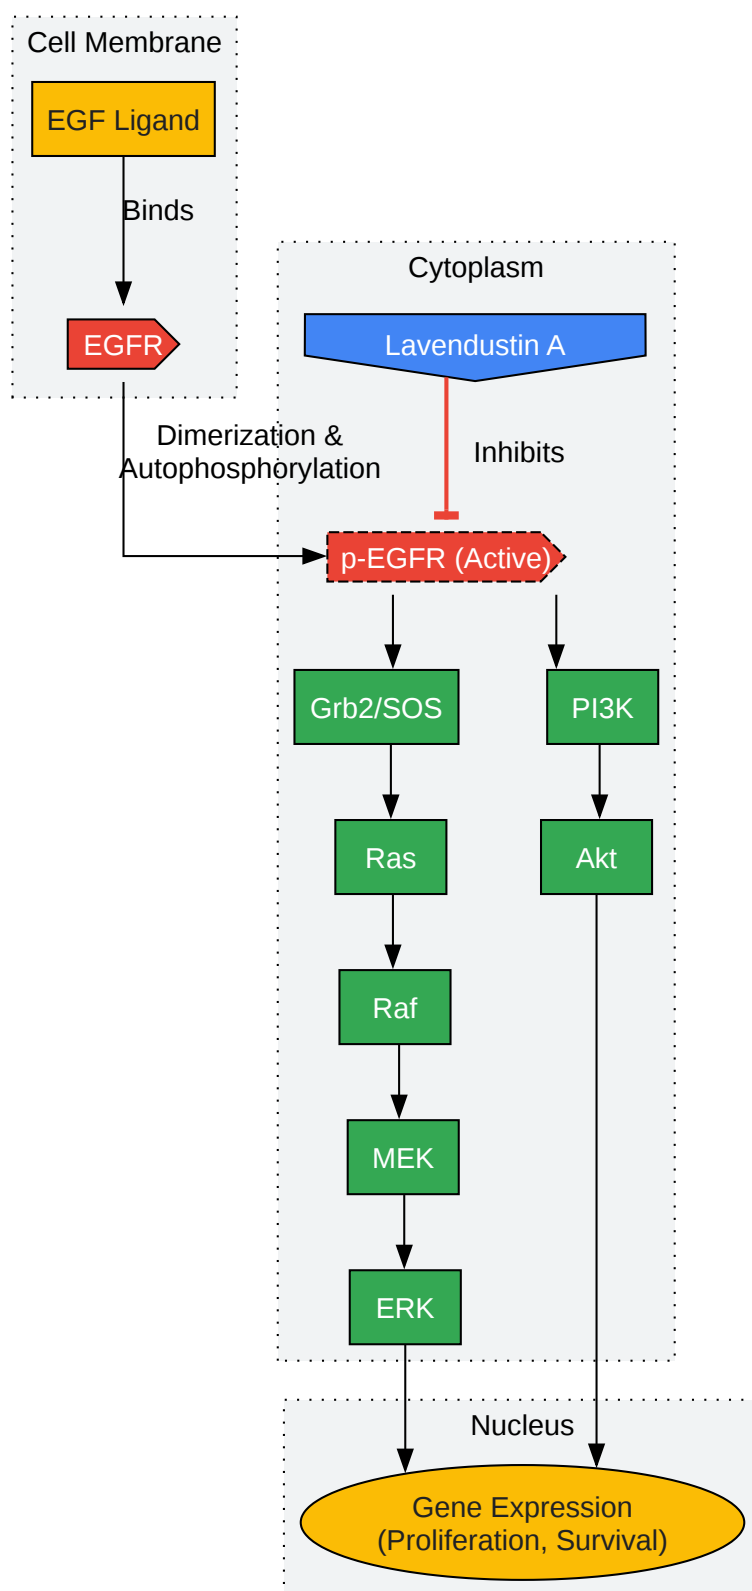 Cell Membrane
EGF Ligand
Binds
EGFR
Cytoplasm
Lavendustin A
Dimerization &
Autophosphorylation
Inhibits
p-EGFR (Active)
Grb2/SOS
PI3K
Ras
Akt
Raf
MEK
ERK
Nucleus
Gene Expression
(Proliferation, Survival)